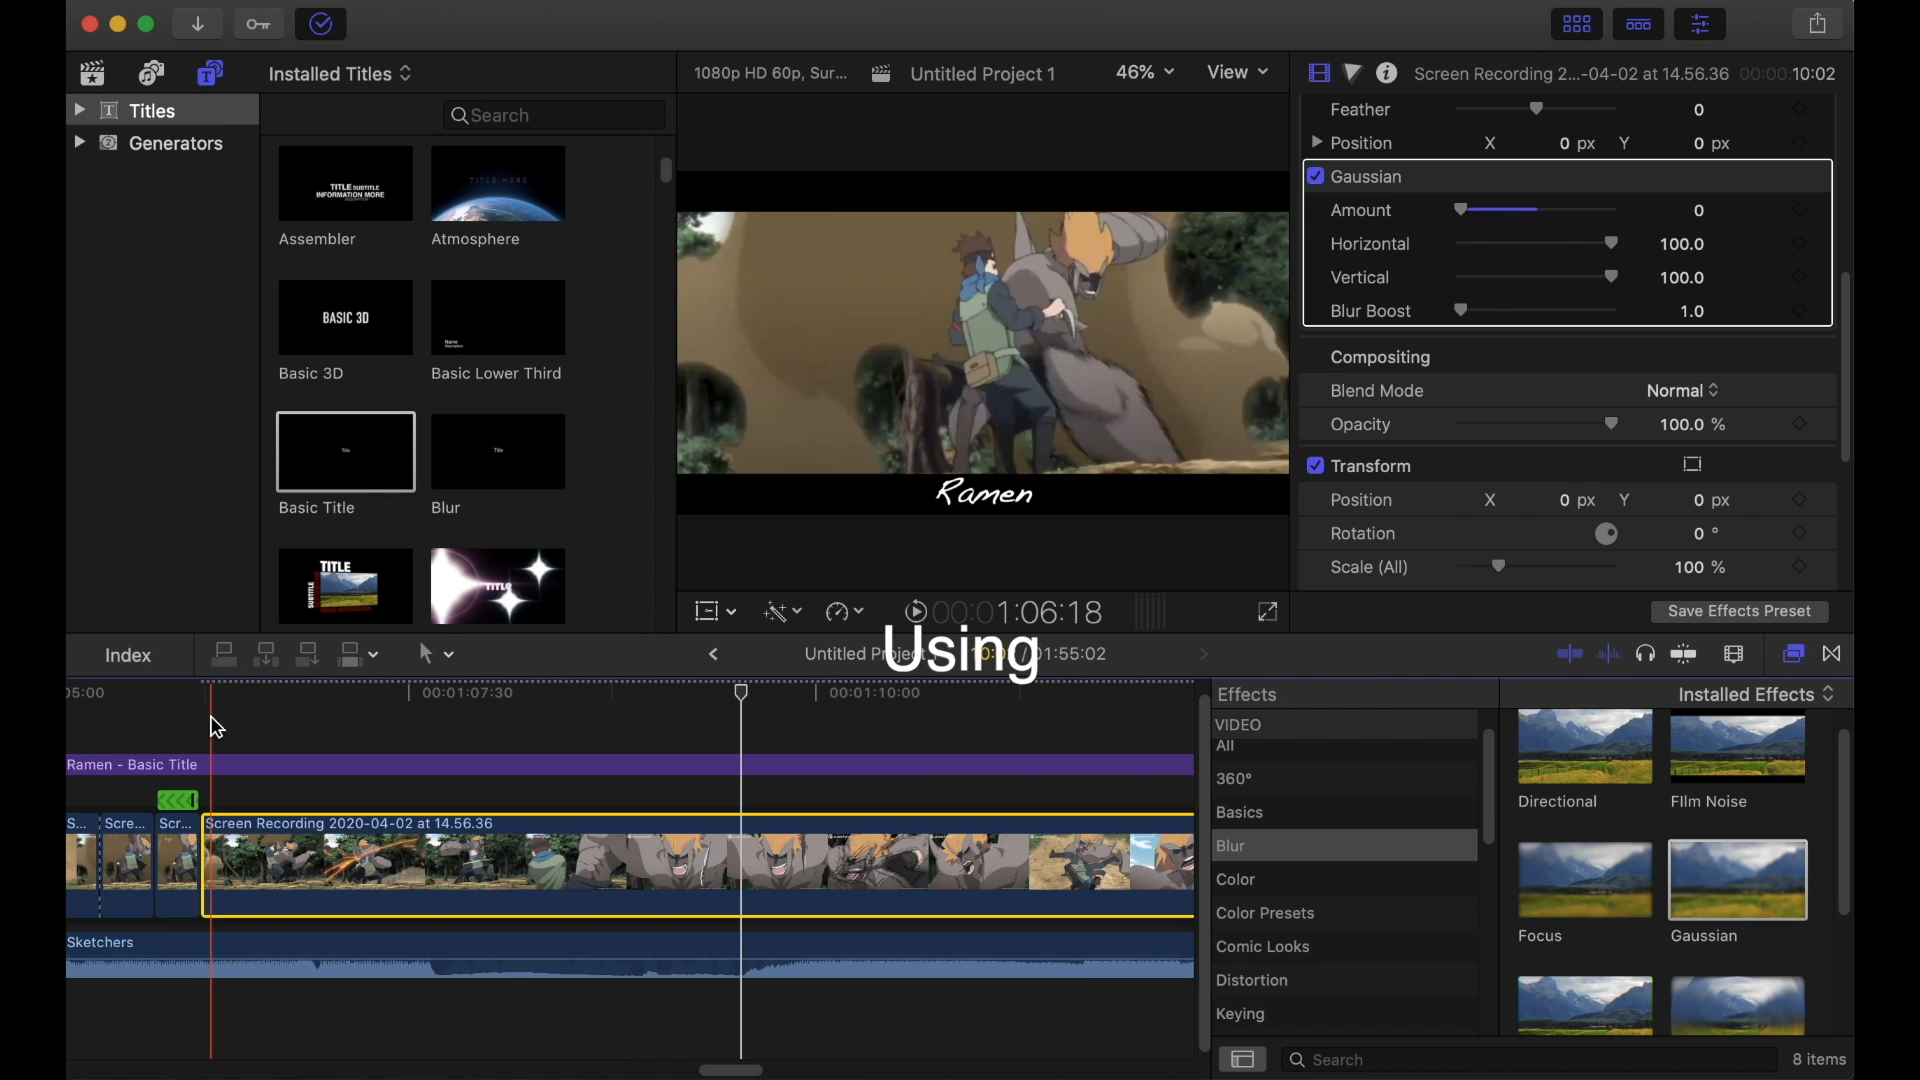 Installed Titles
1080p HD 60p, Sur...
Untitled Project 1
46%
View
Screen Recording 2...-04-02 at 14.56.36
00:00:10:02
Titles
Generators
Search
TITLE SUBTITLE
INFORMATION MORE
DESCRIPTION
TITLE HERE
Assembler
Atmosphere
BASIC 3D
Name
Description
Basic 3D
Basic Lower Third
Title
Title
Basic Title
Blur
TITLE
SUBTITLE
TITLE
Ramen
Feather
0
Position
X
0 px
Y
0 px
Gaussian
Amount
0
Horizontal
100.0
Vertical
100.0
Blur Boost
1.0
Compositing
Blend Mode
Normal
Opacity
100.0 %
Transform
Position
X
0 px
Y
0 px
Rotation
0 °
Scale (All)
100 %
00:00:1:06:18
Save Effects Preset
Index
Untitled Project
Using
/ 01:55:02
05:00
00:01:07:30
00:01:10:00
Ramen - Basic Title
S...
Scre...
Scr...
Screen Recording 2020-04-02 at 14.56.36
Sketchers
Effects
Installed Effects
VIDEO
All
360°
Basics
Blur
Color
Color Presets
Comic Looks
Distortion
Keying
Directional
FIlm Noise
Focus
Gaussian
Search
8 items